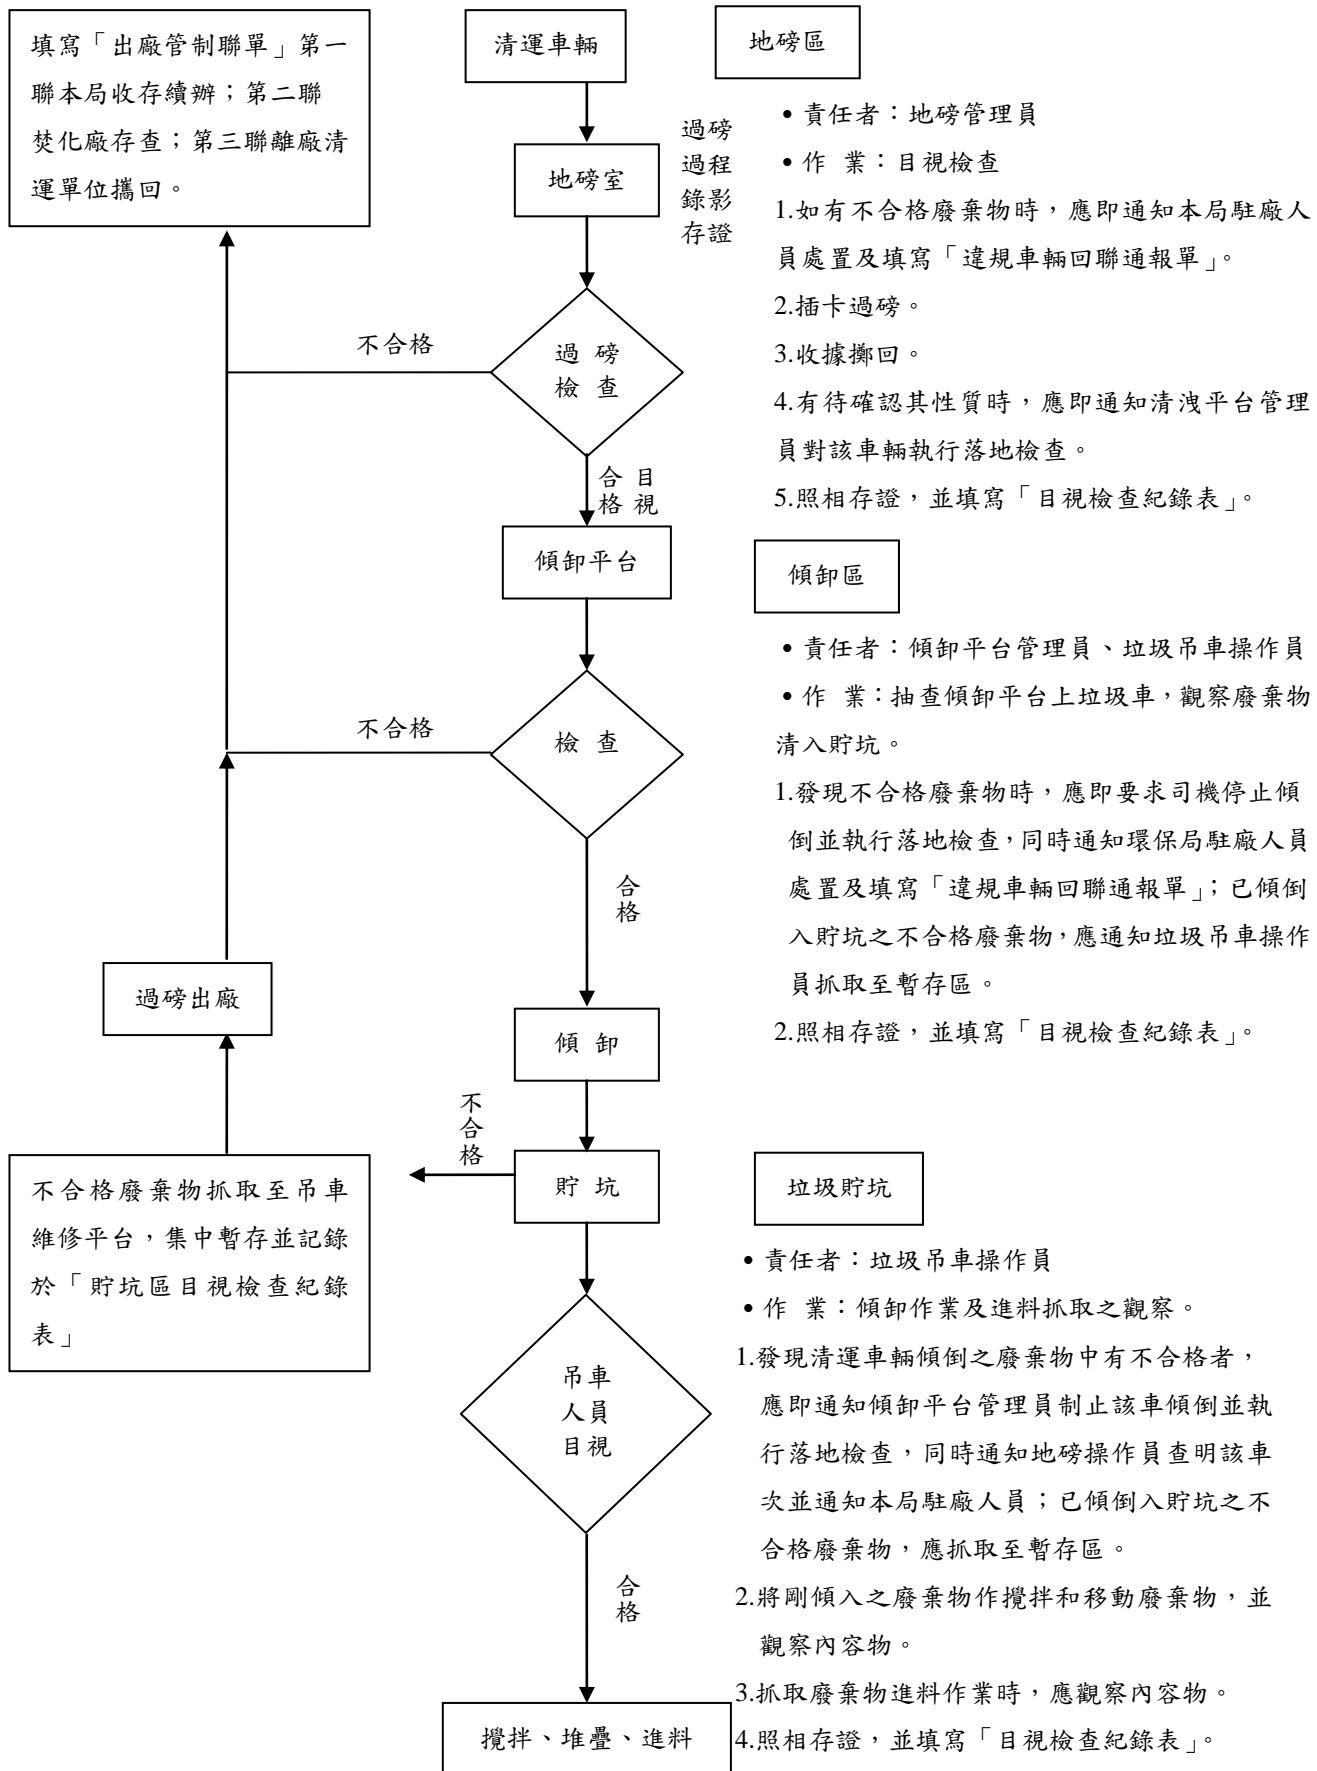 填寫「出廠管制聯單」第一
聯本局收存續辦；第二聯
焚化廠存查；第三聯離廠清
運單位攜回。
清運車輛
地磅室
過磅
過程
錄影
存證
過 磅
檢 查
不合格
合 目
格 視
傾卸平台
檢 查
不合格
合
格
過磅出廠
傾 卸
不
合
格
貯 坑
不合格廢棄物抓取至吊車
維修平台，集中暫存並記錄
於「貯坑區目視檢查紀錄
表」
吊車
人員
目視
合
格
攪拌、堆疊、進料
地磅區
• 責任者：地磅管理員
• 作 業：目視檢查
1.如有不合格廢棄物時，應即通知本局駐廠人
員處置及填寫「違規車輛回聯通報單」。
2.插卡過磅。
3.收據擲回。
4.有待確認其性質時，應即通知清洩平台管理
員對該車輛執行落地檢查。
5.照相存證，並填寫「目視檢查紀錄表」。
傾卸區
• 責任者：傾卸平台管理員、垃圾吊車操作員
• 作 業：抽查傾卸平台上垃圾車，觀察廢棄物
清入貯坑。
1.發現不合格廢棄物時，應即要求司機停止傾
倒並執行落地檢查，同時通知環保局駐廠人員
處置及填寫「違規車輛回聯通報單」；已傾倒
入貯坑之不合格廢棄物，應通知垃圾吊車操作
員抓取至暫存區。
2.照相存證，並填寫「目視檢查紀錄表」。
垃圾貯坑
• 責任者：垃圾吊車操作員
• 作 業：傾卸作業及進料抓取之觀察。
1.發現清運車輛傾倒之廢棄物中有不合格者，
應即通知傾卸平台管理員制止該車傾倒並執
行落地檢查，同時通知地磅操作員查明該車
次並通知本局駐廠人員；已傾倒入貯坑之不
合格廢棄物，應抓取至暫存區。
2.將剛傾入之廢棄物作攪拌和移動廢棄物，並
觀察內容物。
3.抓取廢棄物進料作業時，應觀察內容物。
4.照相存證，並填寫「目視檢查紀錄表」。